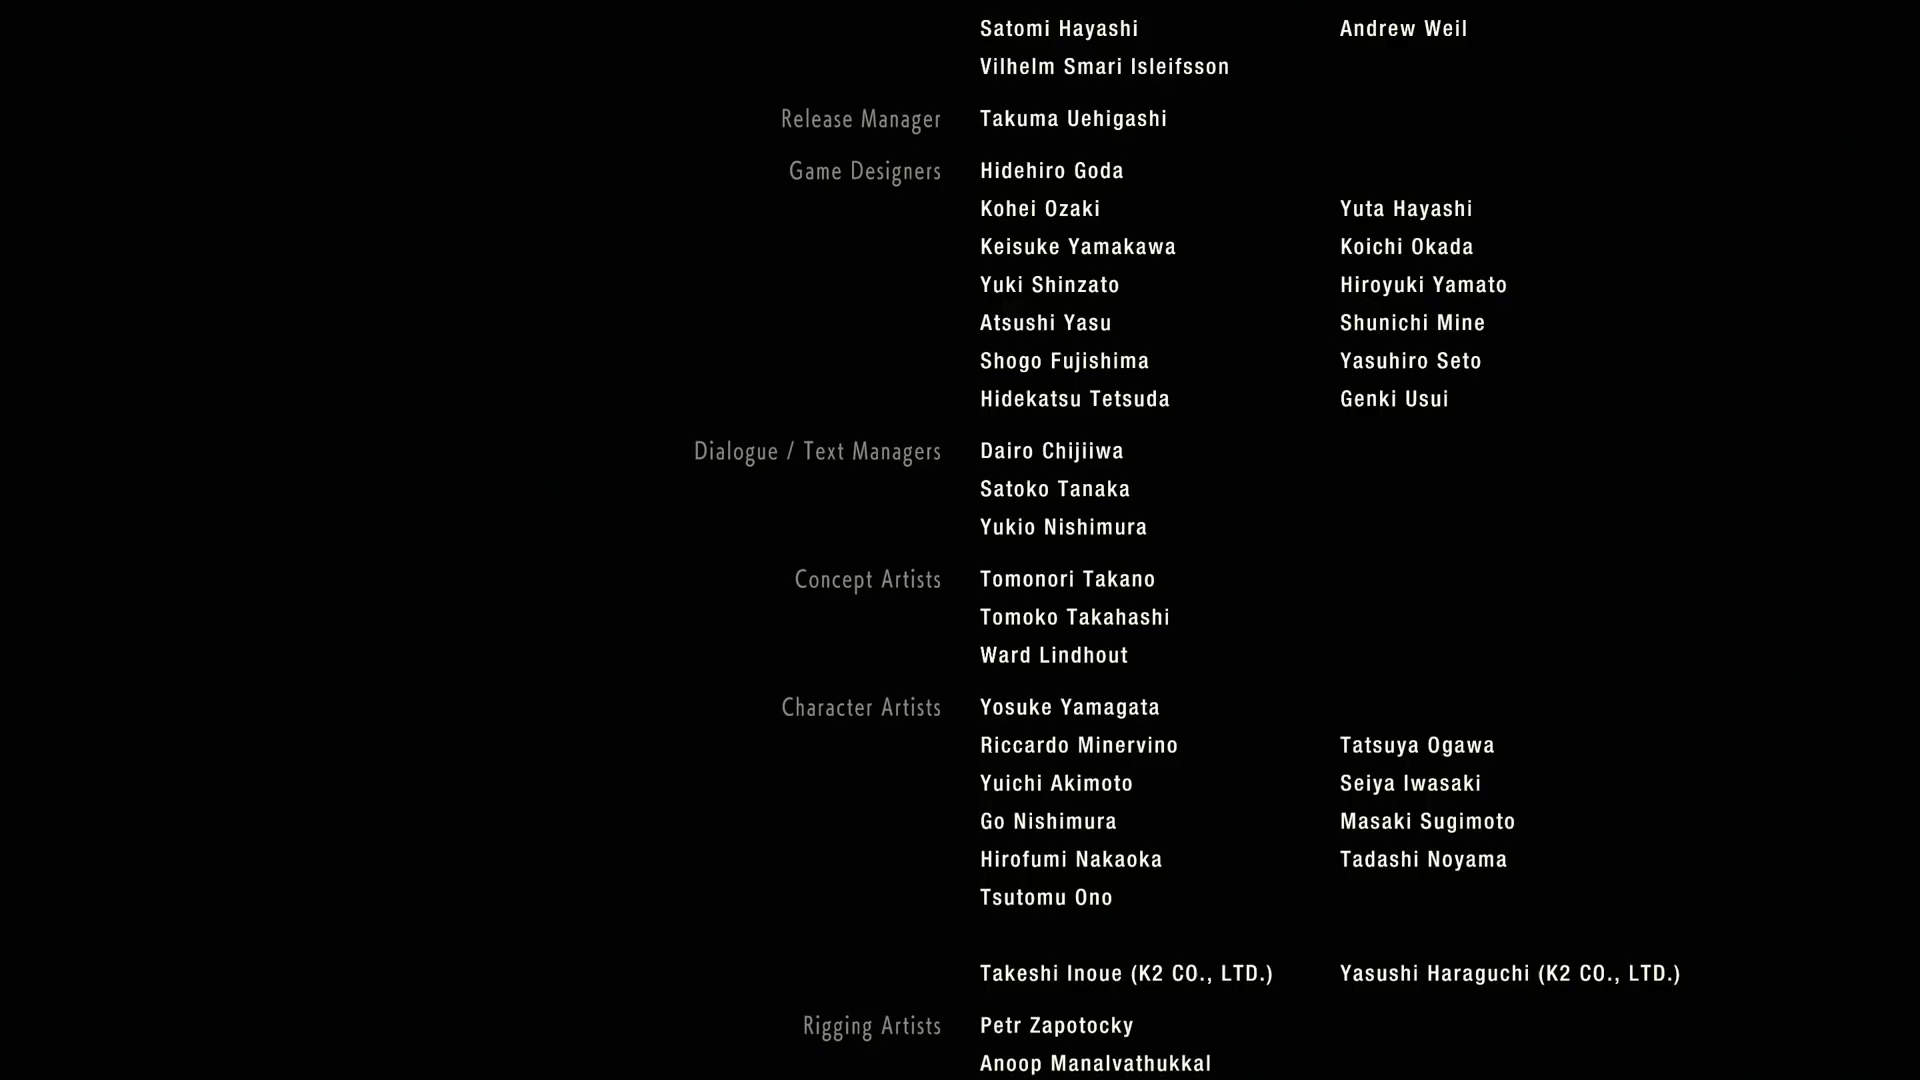 Satomi Hayashi Andrew Weil
Vilhelm Smari Isleifsson
Release Manager Takuma Uehigashi
Game Designers Hidehiro Goda
Kohei Ozaki Yuta Hayashi
Keisuke Yamakawa Koichi Okada
Yuki Shinzato Hiroyuki Yamato
Atsushi Yasu Shunichi Mine
Shogo Fujishima Yasuhiro Seto
Hidekatsu Tetsuda Genki Usui
Dialogue / Text Managers Dairo Chijiiwa
Satoko Tanaka
Yukio Nishimura
Concept Artists Tomonori Takano
Tomoko Takahashi
Ward Lindhout
Character Artists Yosuke Yamagata
Riccardo Minervino Tatsuya Ogawa
Yuichi Akimoto Seiya Iwasaki
Go Nishimura Masaki Sugimoto
Hirofumi Nakaoka Tadashi Noyama
Tsutomu Ono
Takeshi Inoue (K2 CO., LTD.) Yasushi Haraguchi (K2 CO., LTD.)
Rigging Artists Petr Zapotocky
Anoop Manalvathukkal